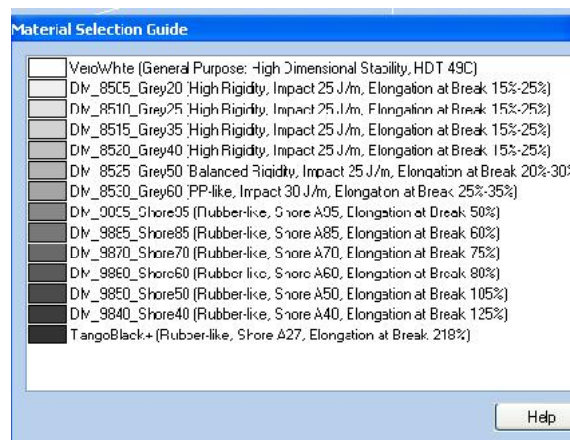 Material Selection Guide
VeroWhite (General Purpose: High Dimensional Stability, HDT 49C)
DM_8505_Grey20 (High Rigidity, Impact 25 J/m, Elongation at Break 15%-25%)
DM_8510_Grey25 (High Rigidity, Impact 25 J/m, Elongation at Break 15%-25%)
DM_8515_Grey35 (High Rigidity, Impact 25 J/m, Elongation at Break 15%-25%)
DM_8520_Grey40 (High Rigidity, Impact 25 J/m, Elongation at Break 15%-25%)
DM_8525_Grey50 (Balanced Rigidity, Impact 25 J/m, Elongation at Break 20%-30%
DM_8530_Grey60 (PP-like, Impact 30 J/m, Elongation at Break 25%-35%)
DM_9095_Shore95 (Rubber-like, Shore A95, Elongation at Break 50%)
DM_9885_Shore85 (Rubber-like, Shore A85, Elongation at Break 60%)
DM_9870_Shore70 (Rubber-like, Shore A70, Elongation at Break 75%)
DM_9860_Shore60 (Rubber-like, Shore A60, Elongation at Break 80%)
DM_9850_Shore50 (Rubber-like, Shore A50, Elongation at Break 105%)
DM_9840_Shore40 (Rubber-like, Shore A40, Elongation at Break 125%)
TangoBlack+ (Rubber-like, Shore A27, Elongation at Break 218%)
Help